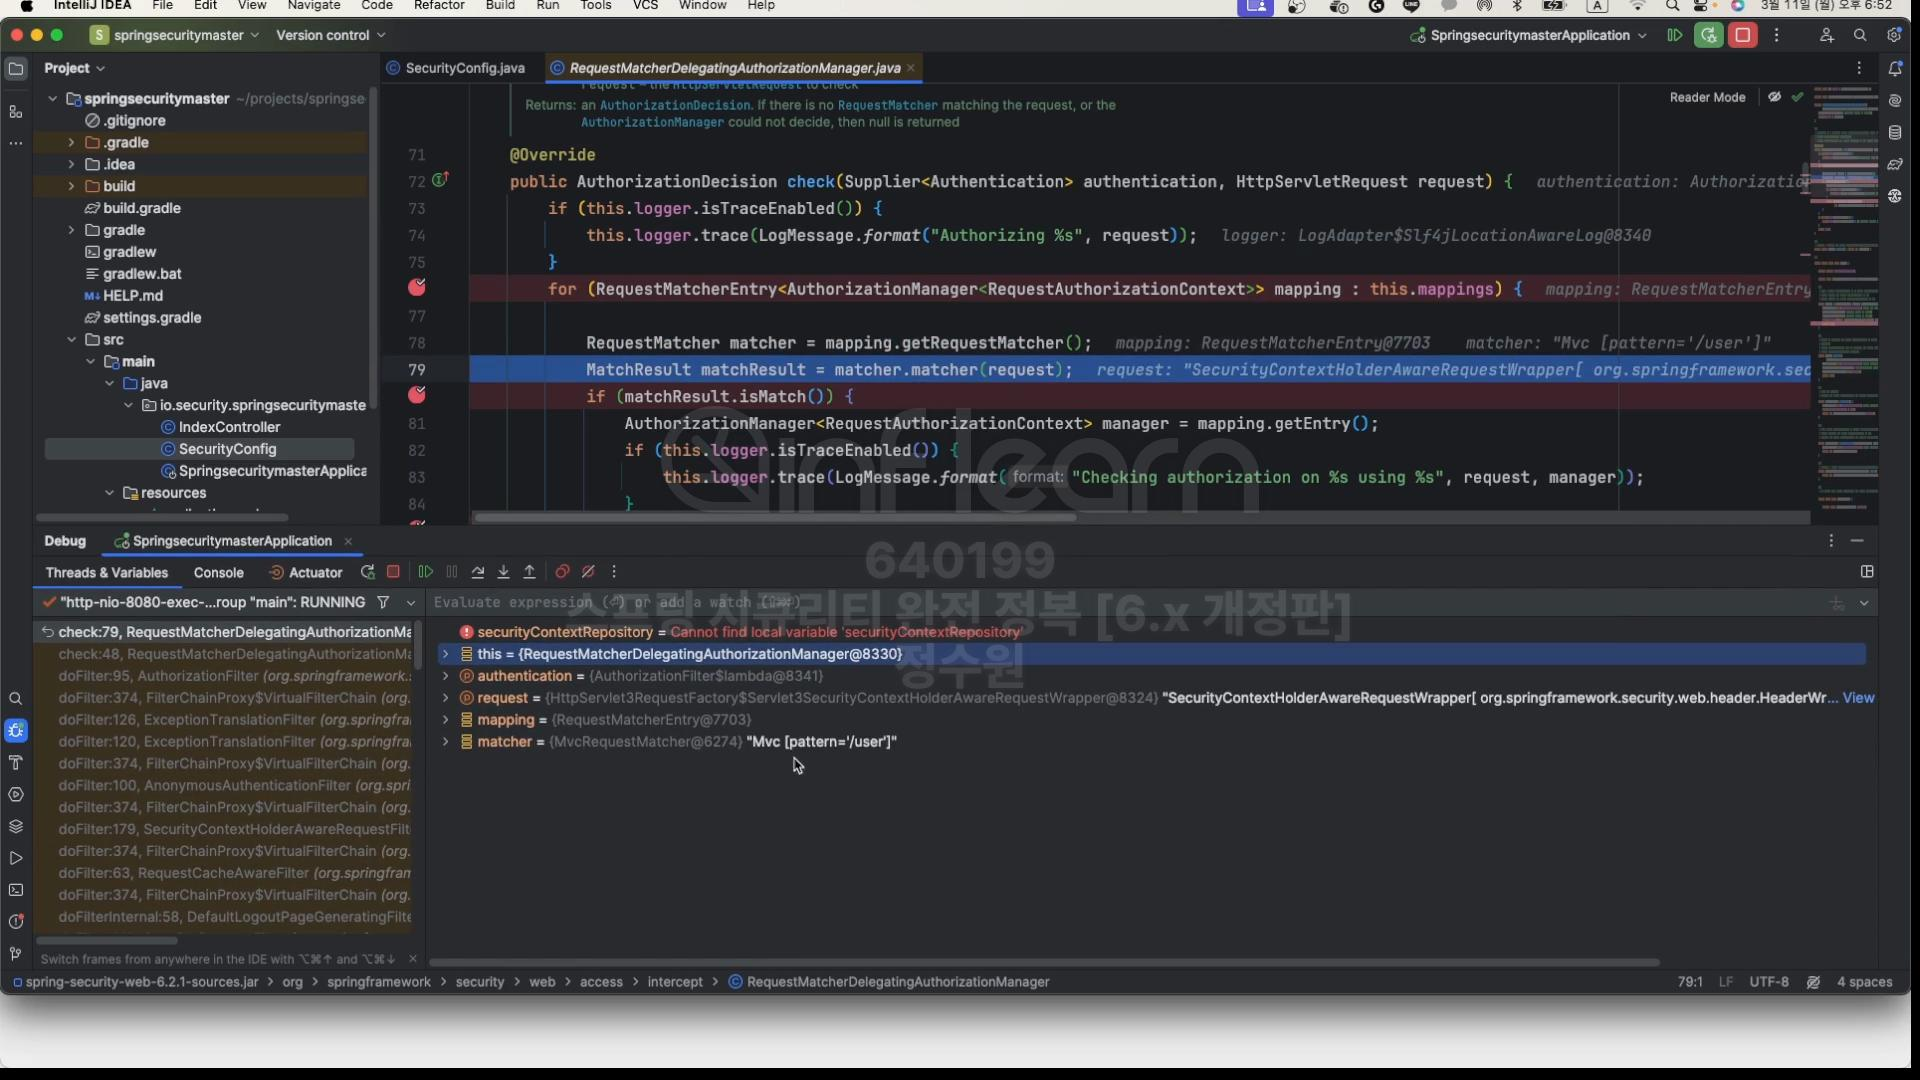 IntelliJ IDEA File Edit View Navigate Code Refactor Build Run Tools VCS Window Help A 3월 11일 (월) 오후 6:52
S springsecuritymaster Version control SpringsecuritymasterApplication
Project SecurityConfig.java RequestMatcherDelegatingAuthorizationManager.java
springsecuritymaster ~/projects/springse
.gitignore
.gradle
.idea
build
build.gradle
gradle
gradlew
gradlew.bat
HELP.md
settings.gradle
src
main
java
io.security.springsecuritymaste
IndexController
SecurityConfig
SpringsecuritymasterApplica
resources
request – the HttpServletRequest to check
Returns: an AuthorizationDecision. If there is no RequestMatcher matching the request, or the
AuthorizationManager could not decide, then null is returned
Reader Mode
71 @Override
72 public AuthorizationDecision check(Supplier<Authentication> authentication, HttpServletRequest request) { authentication: Authorizatio
73 if (this.logger.isTraceEnabled()) {
74 this.logger.trace(LogMessage.format("Authorizing %s", request)); logger: LogAdapter$Slf4jLocationAwareLog@8340
75 }
for (RequestMatcherEntry<AuthorizationManager<RequestAuthorizationContext>> mapping : this.mappings) { mapping: RequestMatcherEntry
77
78 RequestMatcher matcher = mapping.getRequestMatcher(); mapping: RequestMatcherEntry@7703 matcher: "Mvc [pattern='/user']"
79 MatchResult matchResult = matcher.matcher(request); request: "SecurityContextHolderAwareRequestWrapper[ org.springframework.sec
if (matchResult.isMatch()) {
81 AuthorizationManager<RequestAuthorizationContext> manager = mapping.getEntry();
82 if (this.logger.isTraceEnabled()) {
83 this.logger.trace(LogMessage.format( format: "Checking authorization on %s using %s", request, manager));
84 }
inflearn
640199
스프링 시큐리티 완전 정복 [6.x 개정판]
정수원
Debug SpringsecuritymasterApplication
Threads & Variables Console Actuator
"http-nio-8080-exec-...roup "main": RUNNING
Evaluate expression (⏎) or add a watch (⇧⌘⏎)
check:79, RequestMatcherDelegatingAuthorizationMa
check:48, RequestMatcherDelegatingAuthorizationMa
doFilter:95, AuthorizationFilter (org.springframework.
doFilter:374, FilterChainProxy$VirtualFilterChain (org.
doFilter:126, ExceptionTranslationFilter (org.springfra
doFilter:120, ExceptionTranslationFilter (org.springfra
doFilter:374, FilterChainProxy$VirtualFilterChain (org.
doFilter:100, AnonymousAuthenticationFilter (org.spri
doFilter:374, FilterChainProxy$VirtualFilterChain (org.
doFilter:179, SecurityContextHolderAwareRequestFilt
doFilter:374, FilterChainProxy$VirtualFilterChain (org.
doFilter:63, RequestCacheAwareFilter (org.springfram
doFilter:374, FilterChainProxy$VirtualFilterChain (org.
doFilterInternal:58, DefaultLogoutPageGeneratingFilte
securityContextRepository = Cannot find local variable 'securityContextRepository'
this = {RequestMatcherDelegatingAuthorizationManager@8330}
authentication = {AuthorizationFilter$lambda@8341}
request = {HttpServlet3RequestFactory$Servlet3SecurityContextHolderAwareRequestWrapper@8324} "SecurityContextHolderAwareRequestWrapper[ org.springframework.security.web.header.HeaderWr... View
mapping = {RequestMatcherEntry@7703}
matcher = {MvcRequestMatcher@6274} "Mvc [pattern='/user']"
Switch frames from anywhere in the IDE with ⌥⌘↑ and ⌥⌘↓
spring-security-web-6.2.1-sources.jar > org > springframework > security > web > access > intercept > RequestMatcherDelegatingAuthorizationManager 79:1 LF UTF-8 4 spaces